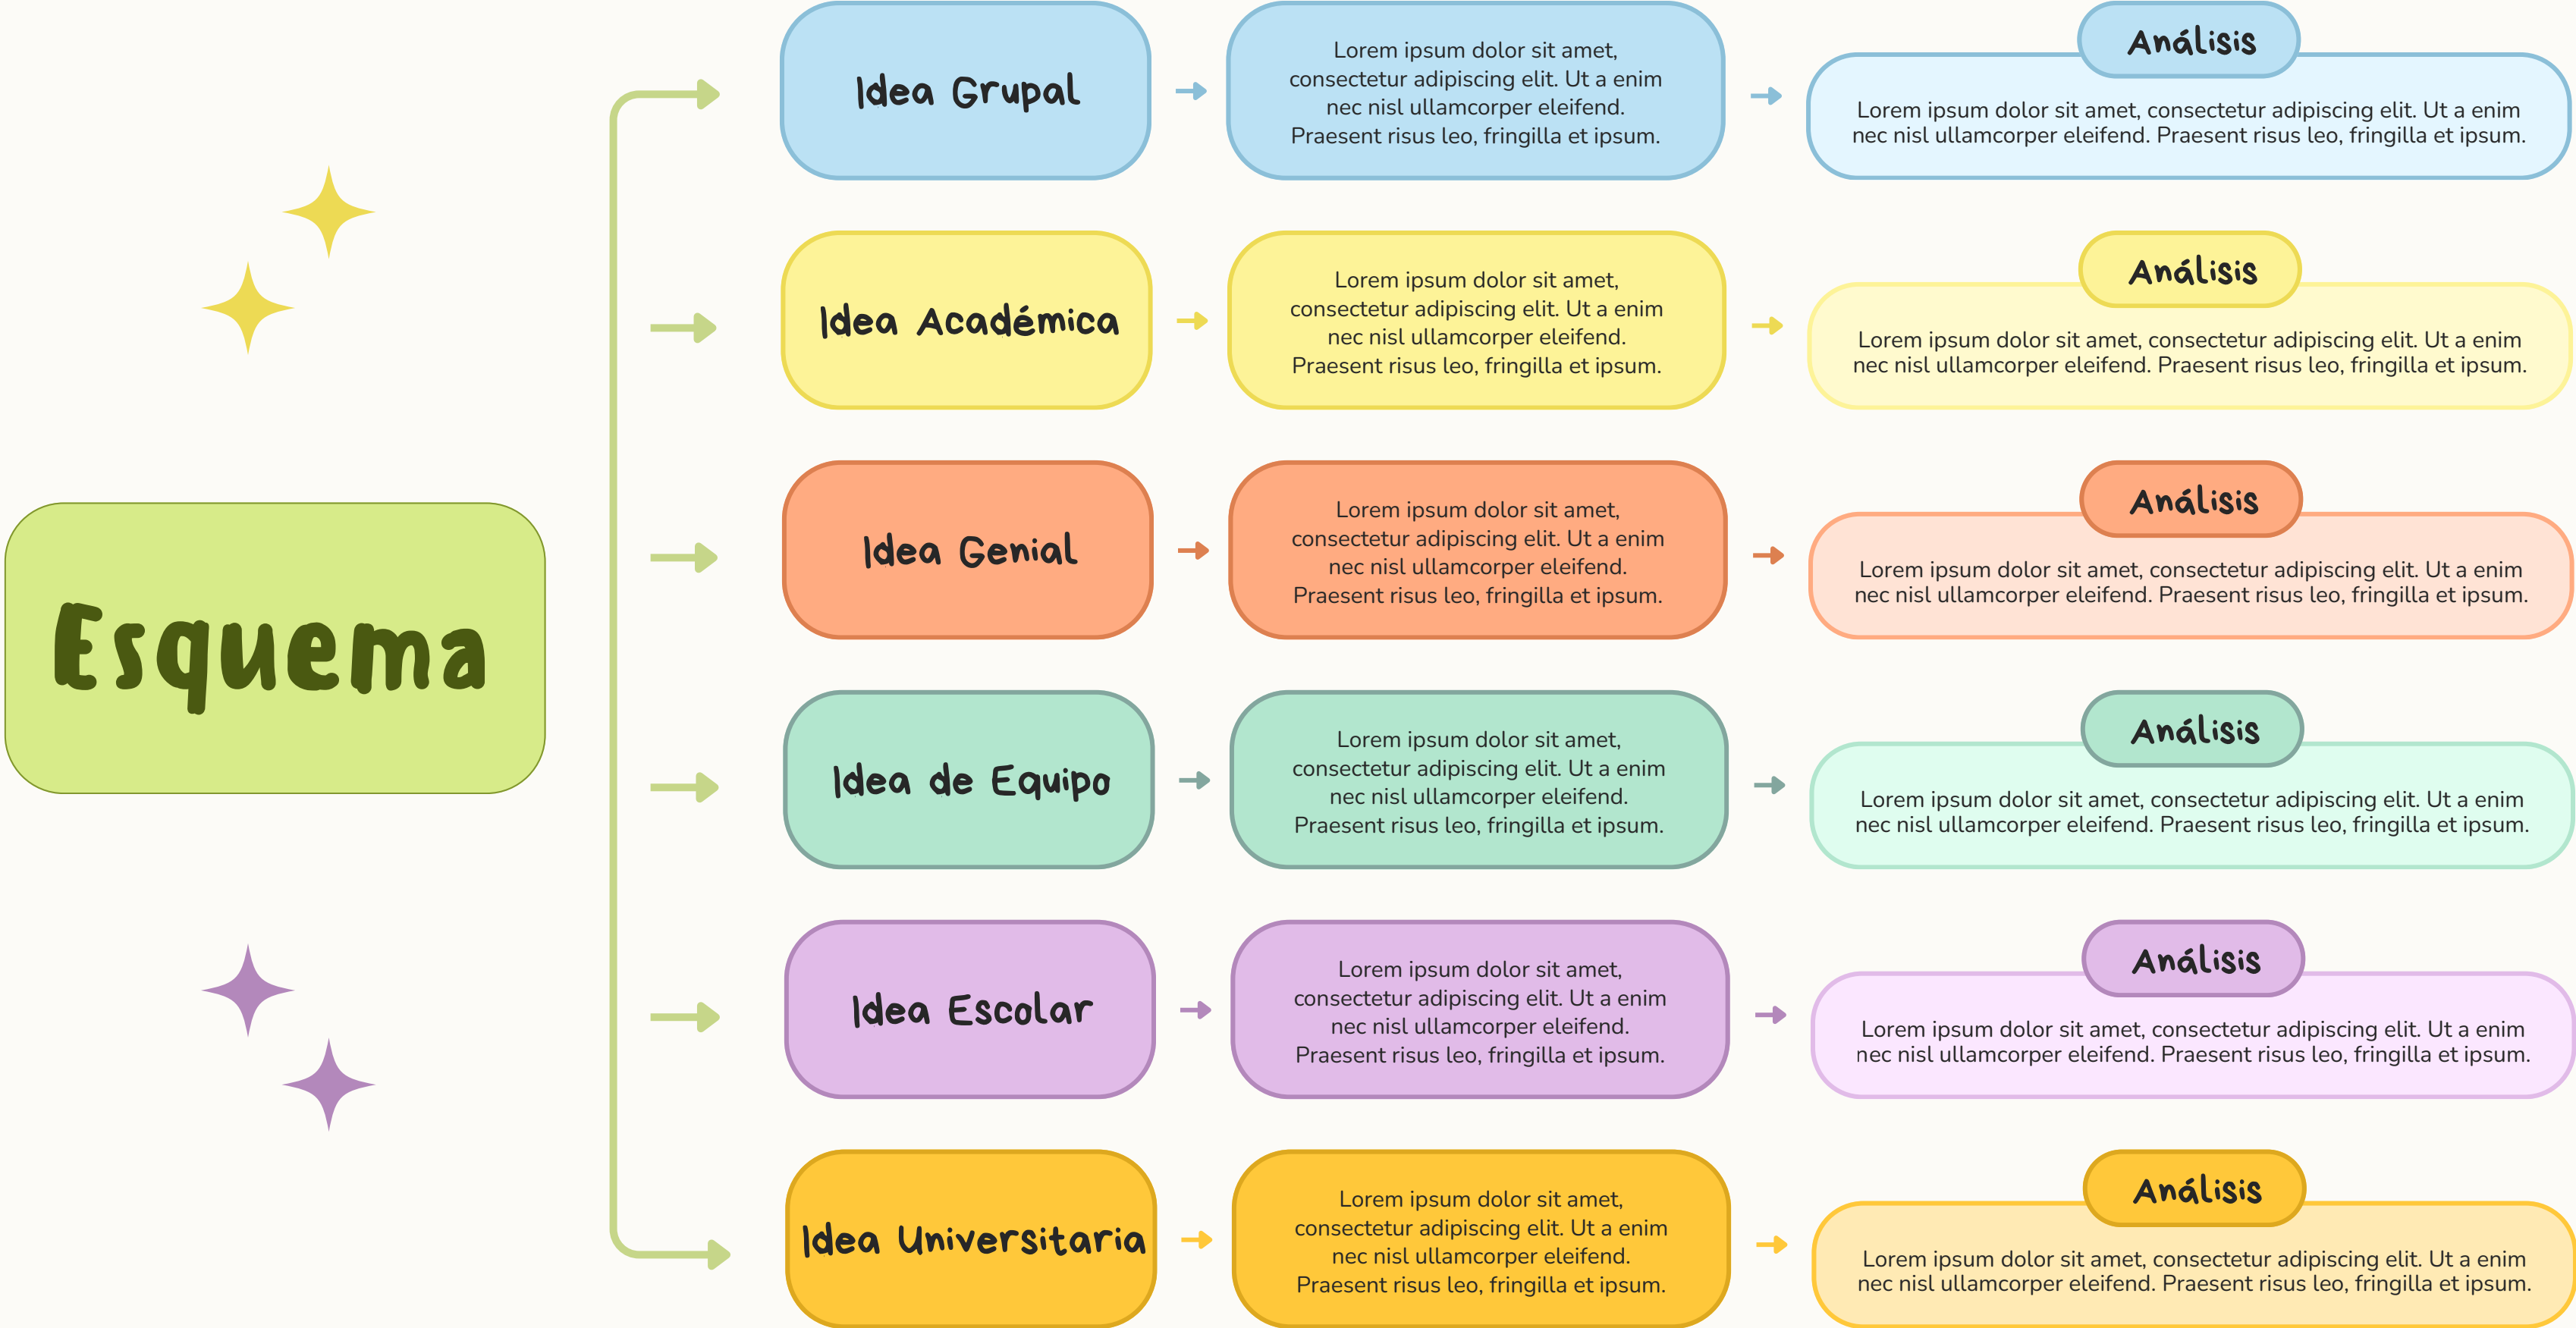 Esquema
Idea Grupal
Lorem ipsum dolor sit amet,
consectetur adipiscing elit. Ut a enim
nec nisl ullamcorper eleifend.
Praesent risus leo, fringilla et ipsum.
Análisis
Lorem ipsum dolor sit amet, consectetur adipiscing elit. Ut a enim
nec nisl ullamcorper eleifend. Praesent risus leo, fringilla et ipsum.
Idea Académica
Lorem ipsum dolor sit amet,
consectetur adipiscing elit. Ut a enim
nec nisl ullamcorper eleifend.
Praesent risus leo, fringilla et ipsum.
Análisis
Lorem ipsum dolor sit amet, consectetur adipiscing elit. Ut a enim
nec nisl ullamcorper eleifend. Praesent risus leo, fringilla et ipsum.
Idea Genial
Lorem ipsum dolor sit amet,
consectetur adipiscing elit. Ut a enim
nec nisl ullamcorper eleifend.
Praesent risus leo, fringilla et ipsum.
Análisis
Lorem ipsum dolor sit amet, consectetur adipiscing elit. Ut a enim
nec nisl ullamcorper eleifend. Praesent risus leo, fringilla et ipsum.
Idea de Equipo
Lorem ipsum dolor sit amet,
consectetur adipiscing elit. Ut a enim
nec nisl ullamcorper eleifend.
Praesent risus leo, fringilla et ipsum.
Análisis
Lorem ipsum dolor sit amet, consectetur adipiscing elit. Ut a enim
nec nisl ullamcorper eleifend. Praesent risus leo, fringilla et ipsum.
Idea Escolar
Lorem ipsum dolor sit amet,
consectetur adipiscing elit. Ut a enim
nec nisl ullamcorper eleifend.
Praesent risus leo, fringilla et ipsum.
Análisis
Lorem ipsum dolor sit amet, consectetur adipiscing elit. Ut a enim
nec nisl ullamcorper eleifend. Praesent risus leo, fringilla et ipsum.
Idea Universitaria
Lorem ipsum dolor sit amet,
consectetur adipiscing elit. Ut a enim
nec nisl ullamcorper eleifend.
Praesent risus leo, fringilla et ipsum.
Análisis
Lorem ipsum dolor sit amet, consectetur adipiscing elit. Ut a enim
nec nisl ullamcorper eleifend. Praesent risus leo, fringilla et ipsum.